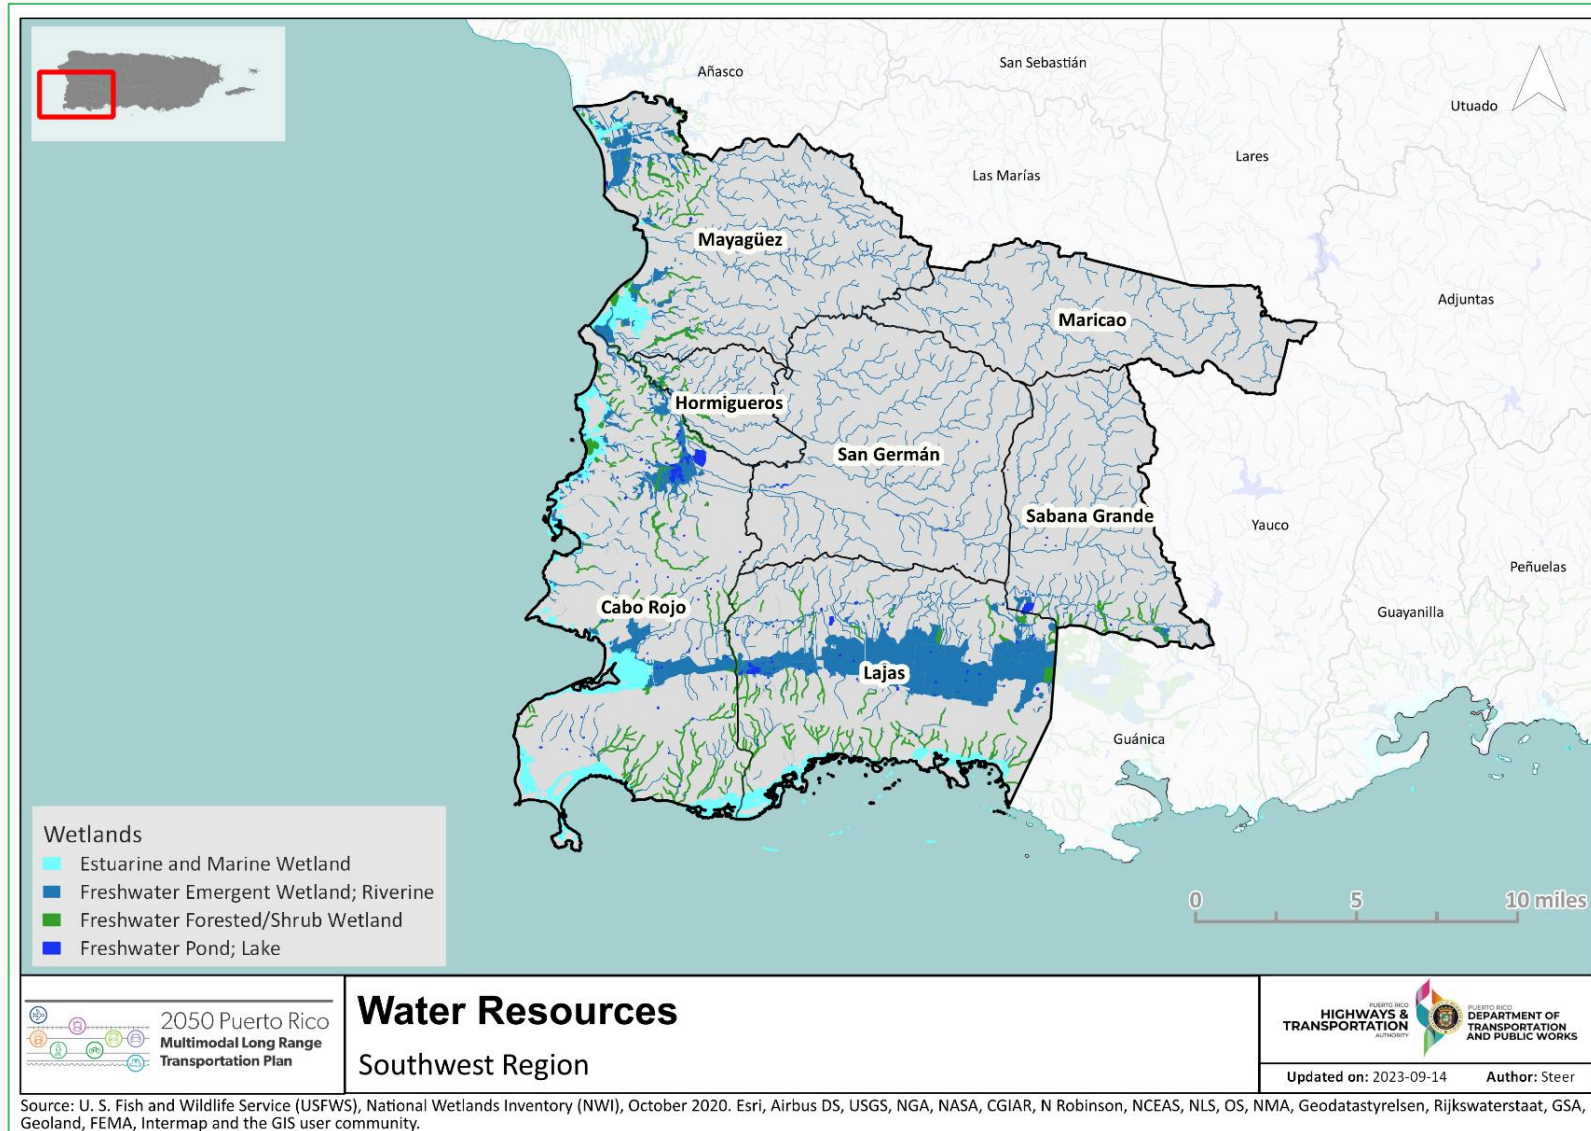 Añasco
San Sebastián
Utuado
Lares
Las Marías
Mayagüez
Adjuntas
Maricao
Hormigueros
San Germán
Sabana Grande
Yauco
Peñuelas
Cabo Rojo
Guayanilla
Lajas
Guánica
Wetlands
Estuarine and Marine Wetland
Freshwater Emergent Wetland; Riverine
Freshwater Forested/Shrub Wetland
Freshwater Pond; Lake
0 5 10 miles
2050 Puerto Rico
Multimodal Long Range
Transportation Plan
Water Resources
Southwest Region
PUERTO RICO
HIGHWAYS &
TRANSPORTATION
AUTHORITY
PUERTO RICO
DEPARTMENT OF
TRANSPORTATION
AND PUBLIC WORKS
Updated on: 2023-09-14 Author: Steer
Source: U. S. Fish and Wildlife Service (USFWS), National Wetlands Inventory (NWI), October 2020. Esri, Airbus DS, USGS, NGA, NASA, CGIAR, N Robinson, NCEAS, NLS, OS, NMA, Geodatastyrelsen, Rijkswaterstaat, GSA,
Geoland, FEMA, Intermap and the GIS user community.